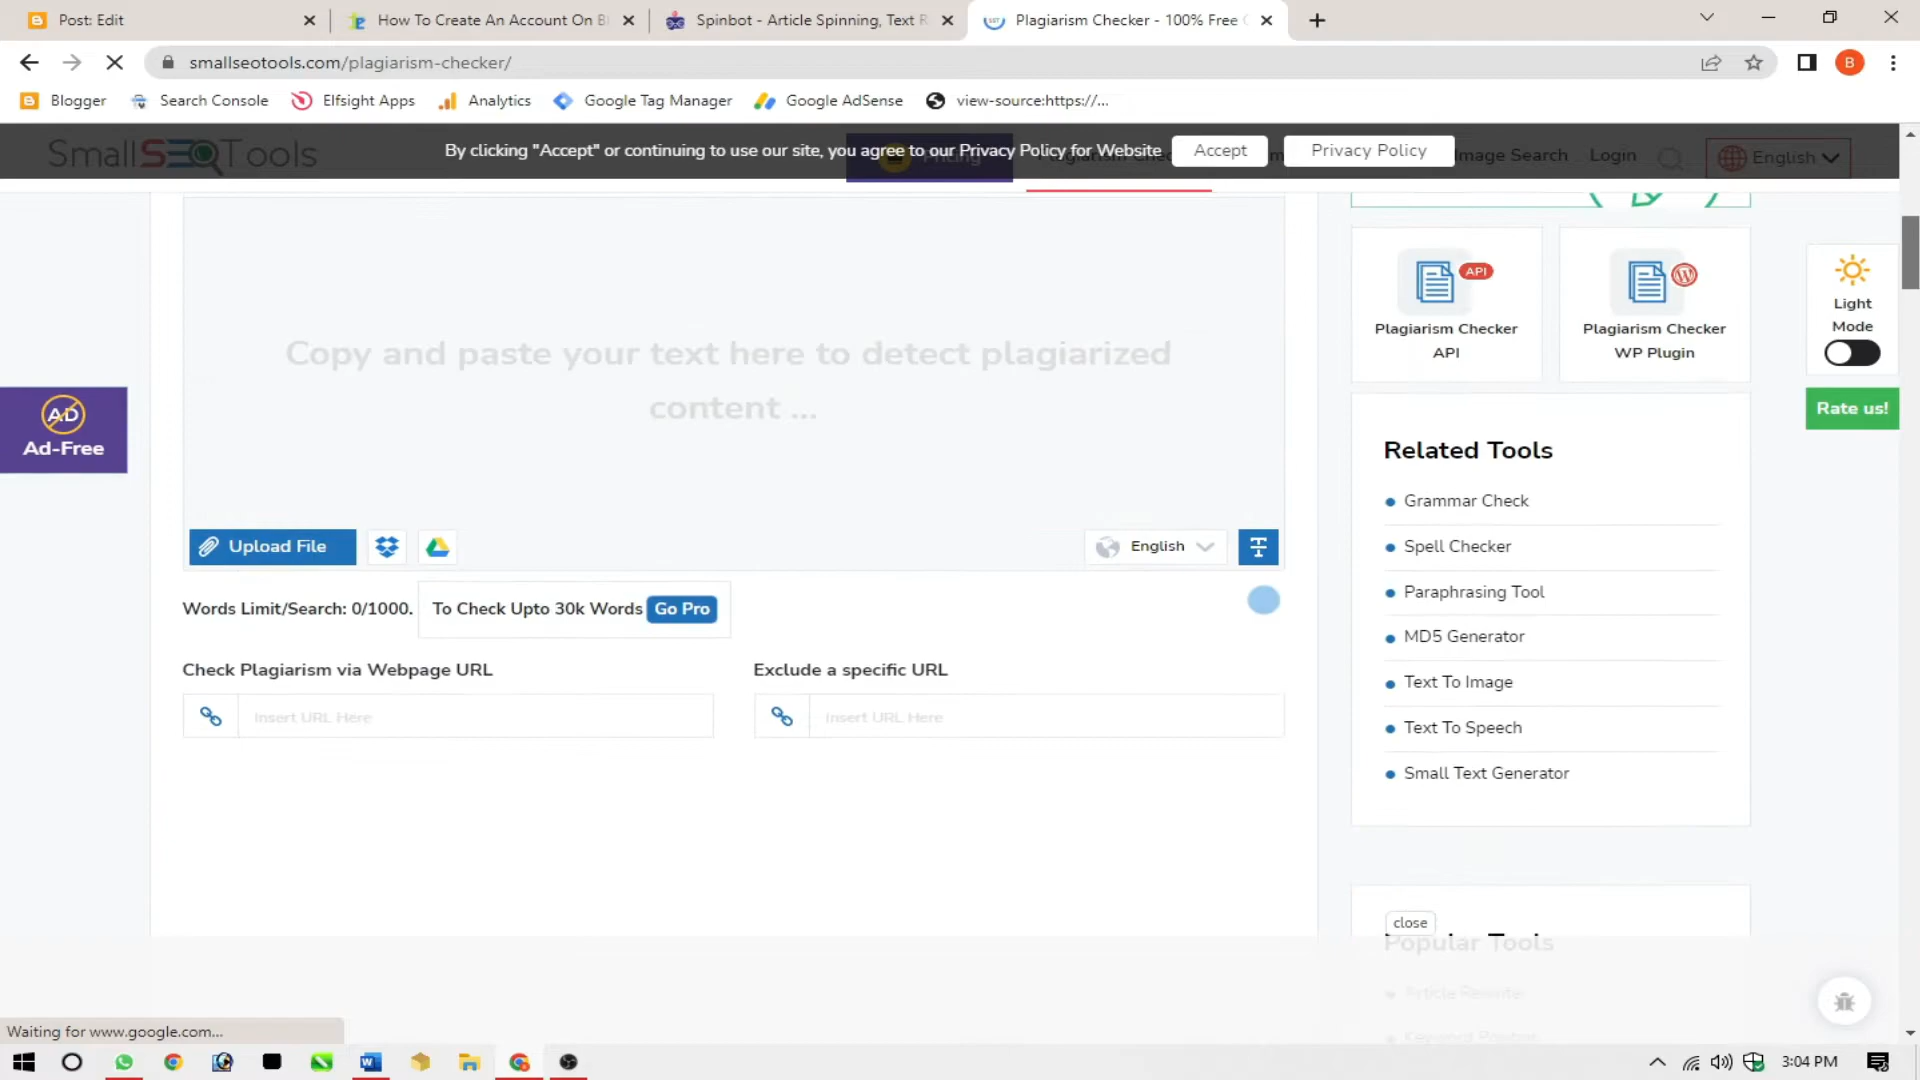 Post: Edit
How To Create An Account On Bl
Spinbot - Article Spinning, Text R
Plagiarism Checker - 100% Free
smallseotools.com/plagiarism-checker/
B
Blogger
Search Console
Elfsight Apps
Analytics
Google Tag Manager
Google AdSense
view-source:https://...
SmallSEOTools
By clicking "Accept" or continuing to use our site, you agree to our Privacy Policy for Website
Accept
Privacy Policy
Image Search
Login
English
API
Plagiarism Checker
API
Plagiarism Checker
WP Plugin
Light
Mode
Rate us!
Copy and paste your text here to detect plagiarized
content ...
AD
Ad-Free
Upload File
English
Words Limit/Search: 0/1000.
To Check Upto 30k Words
Go Pro
Check Plagiarism via Webpage URL
Exclude a specific URL
Insert URL Here
Insert URL Here
Related Tools
Grammar Check
Spell Checker
Paraphrasing Tool
MD5 Generator
Text To Image
Text To Speech
Small Text Generator
close
Popular Tools
Waiting for www.google.com...
3:04 PM